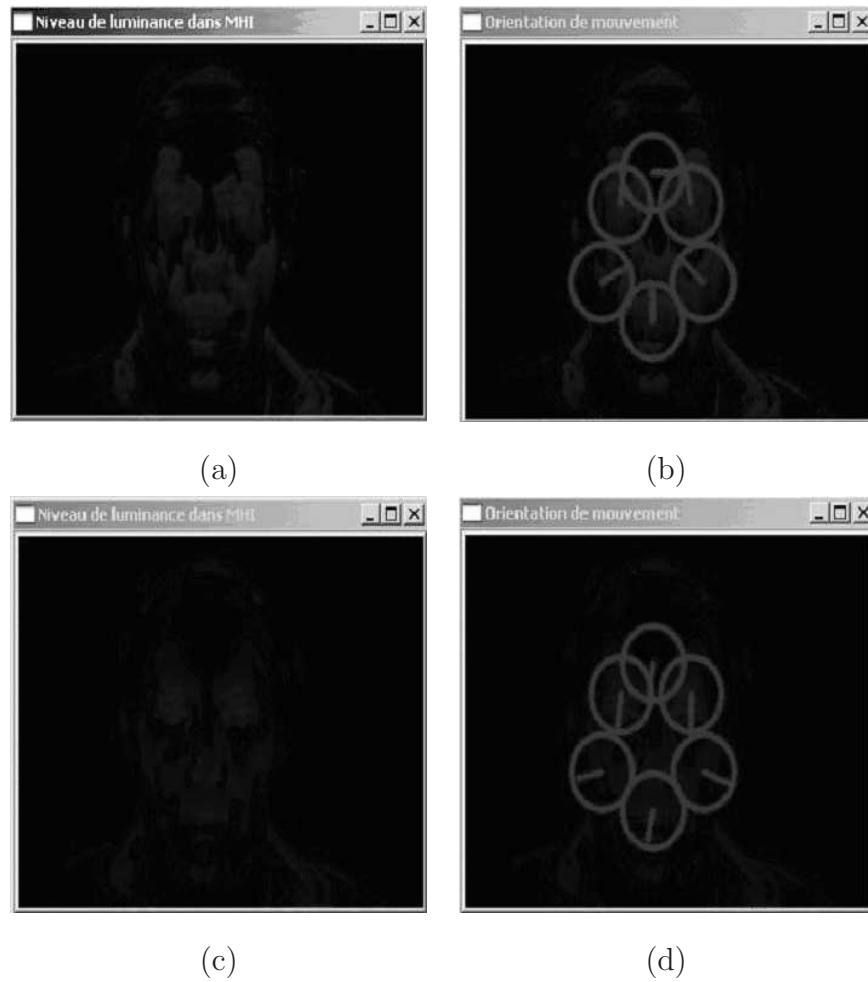 Niveau de luminance dans MHI
Orientation de mouvement
(a)
(b)
Niveau de luminance dans MHI
Orientation de mouvement
(c)
(d)